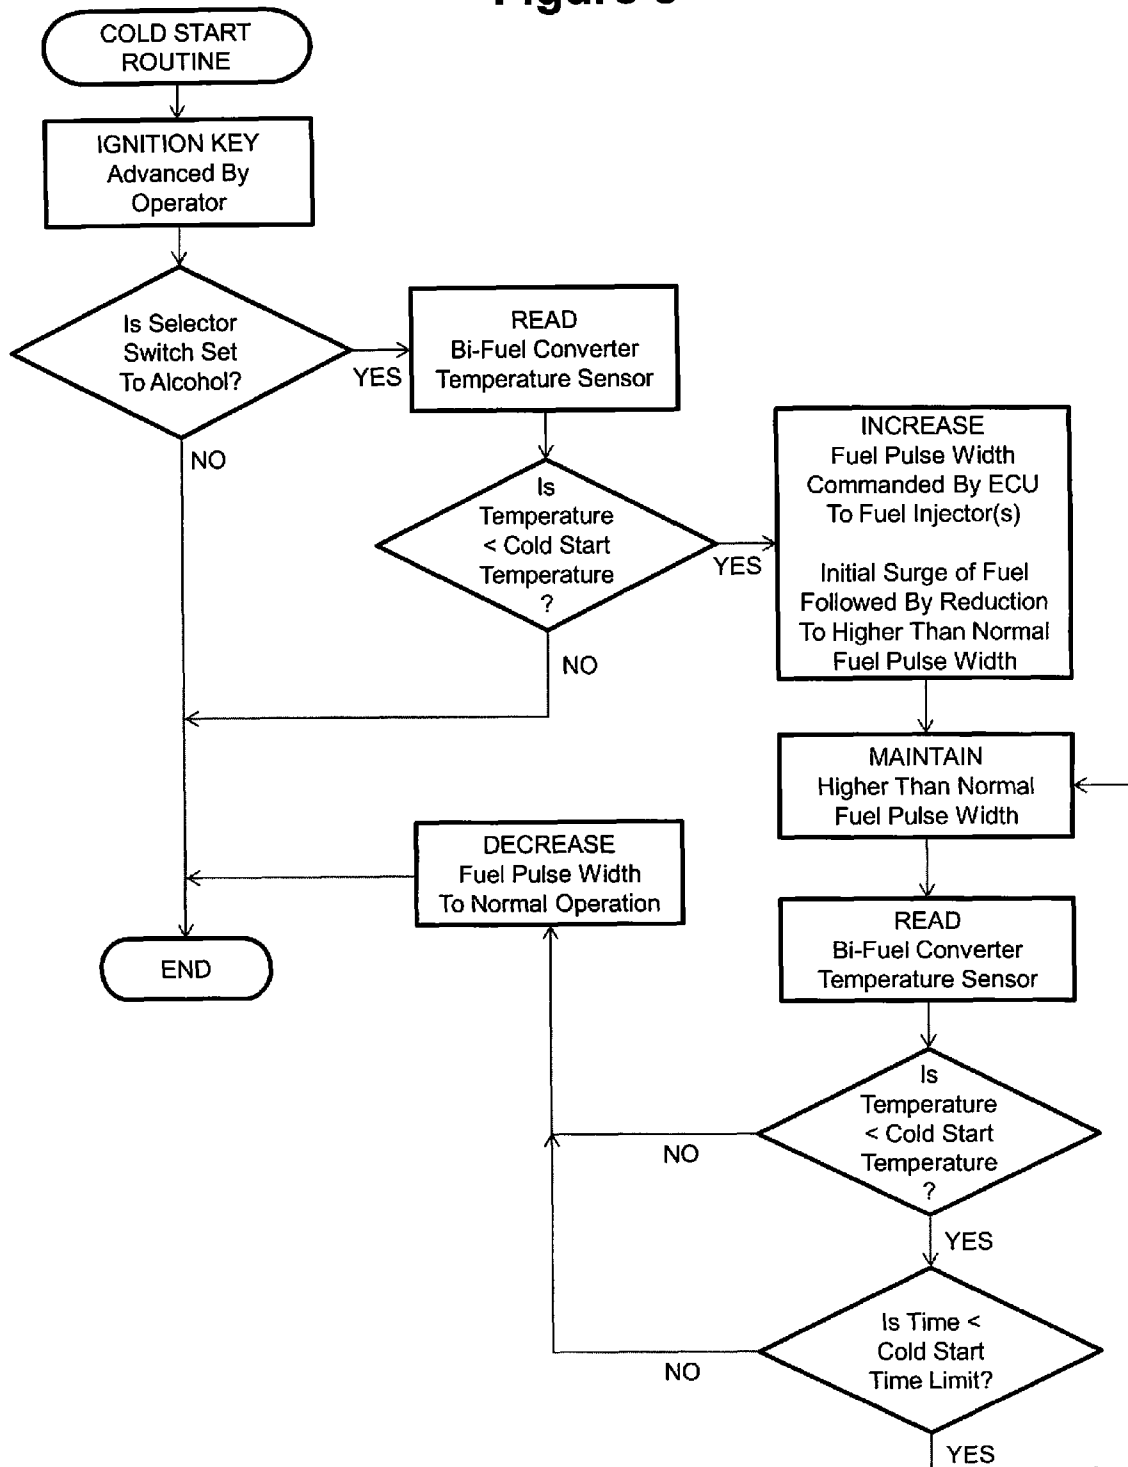 COLD START
ROUTINE
IGNITION KEY
Advanced By
Operator
Is Selector
Switch Set
To Alcohol?
YES
NO
READ
Bi-Fuel Converter
Temperature Sensor
Is
Temperature
< Cold Start
Temperature
?
YES
NO
INCREASE
Fuel Pulse Width
Commanded By ECU
To Fuel Injector(s)
Initial Surge of Fuel
Followed By Reduction
To Higher Than Normal
Fuel Pulse Width
MAINTAIN
Higher Than Normal
Fuel Pulse Width
DECREASE
Fuel Pulse Width
To Normal Operation
READ
Bi-Fuel Converter
Temperature Sensor
END
Is
Temperature
< Cold Start
Temperature
?
NO
YES
Is Time <
Cold Start
Time Limit?
NO
YES